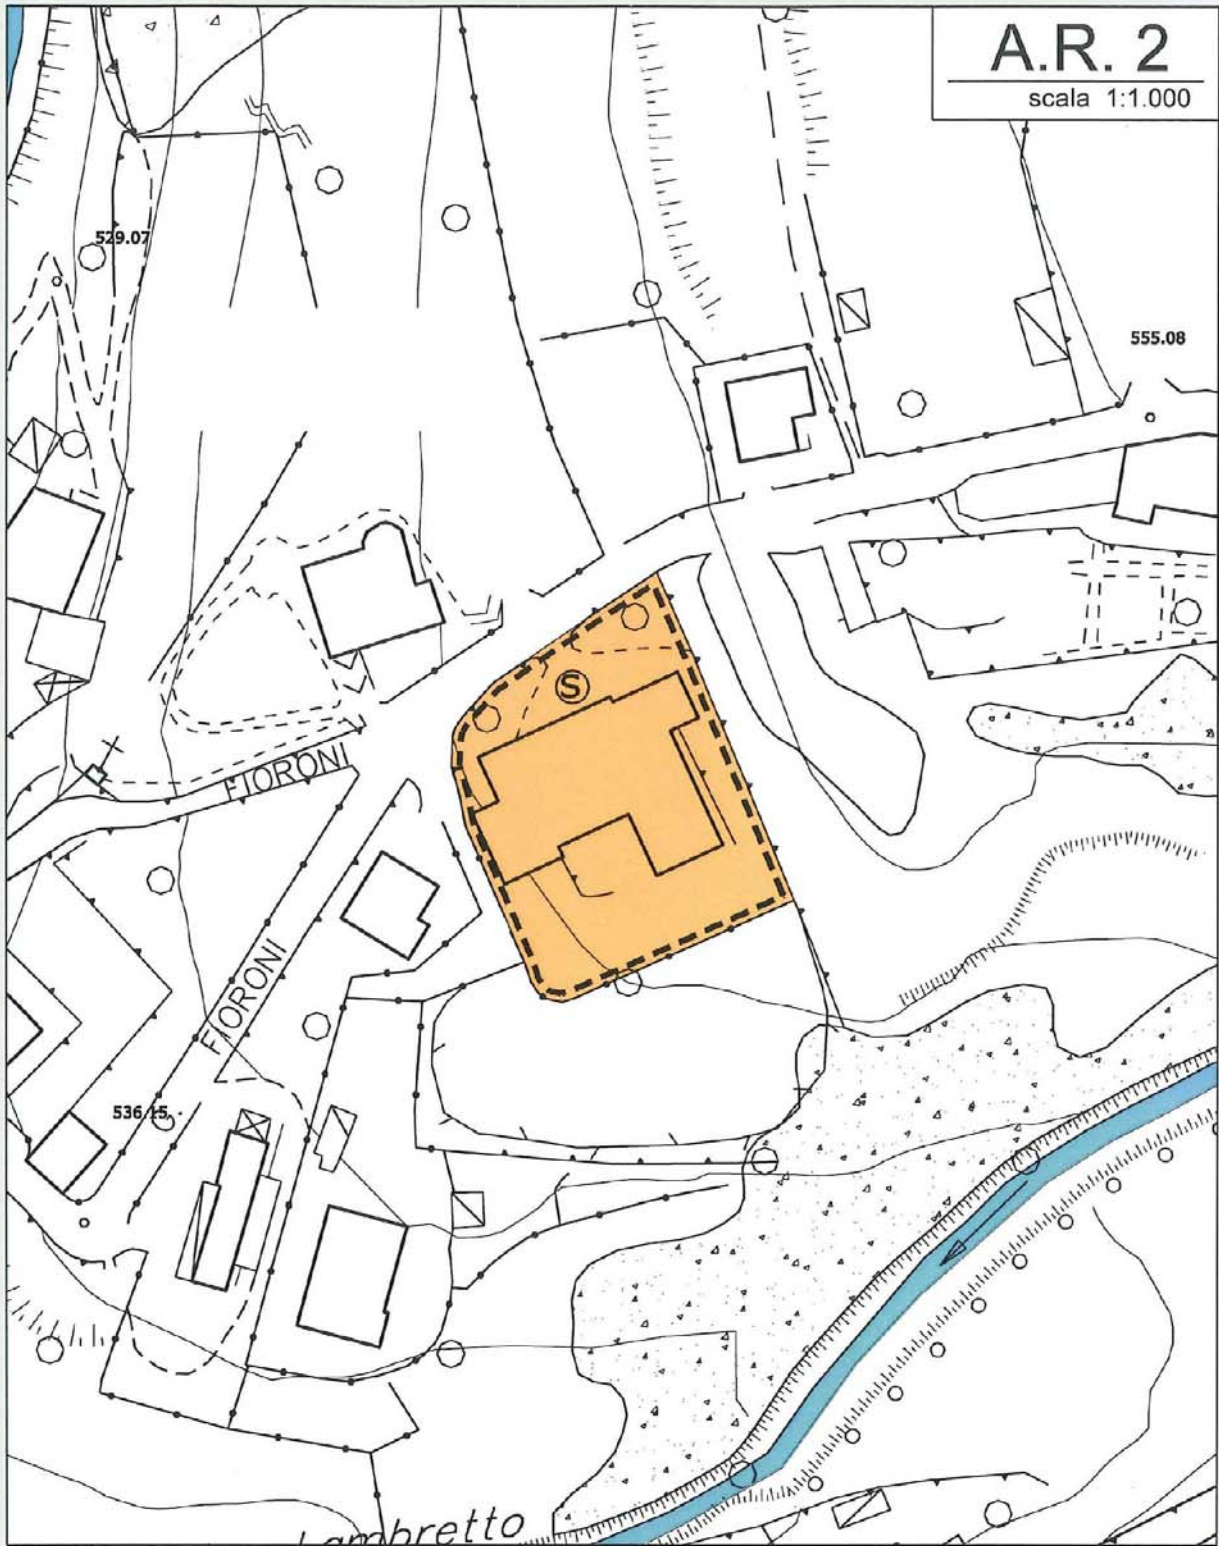 A.R. 2
scala 1:1.000
529.07
555.08
S
FIORONI
FIORONI
536.15
Lambretto